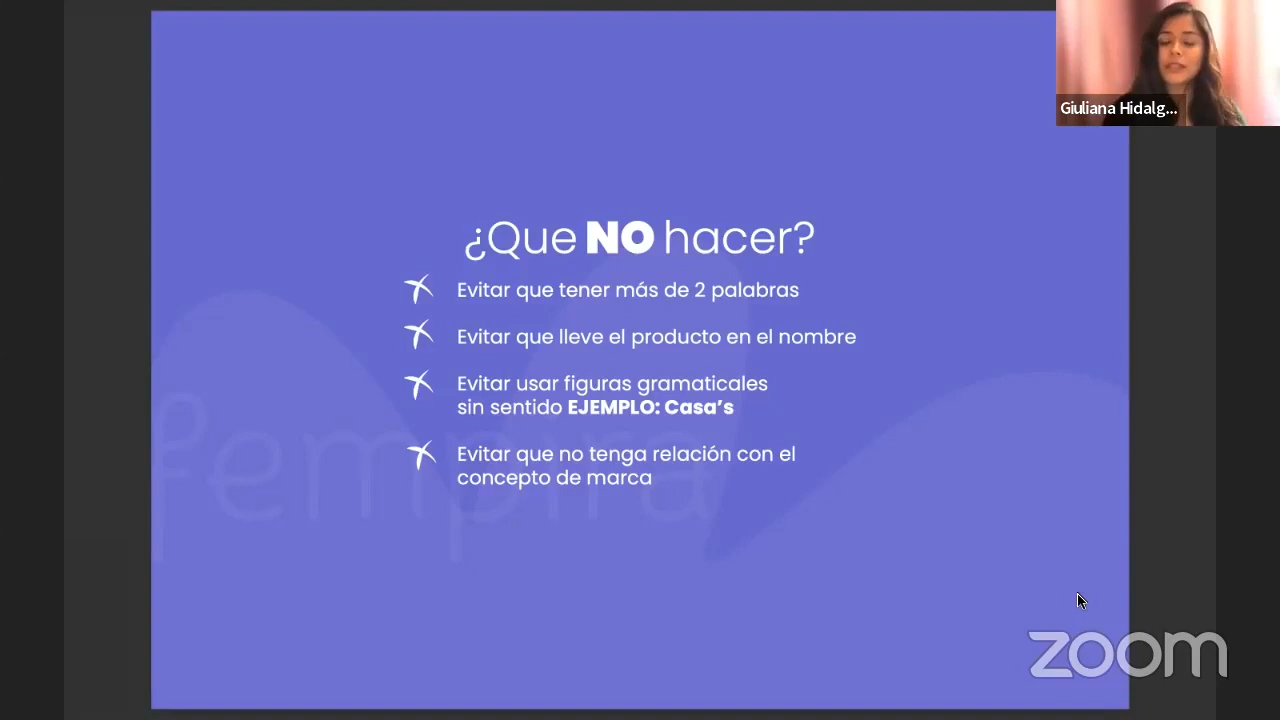 Giuliana Hidalg...
¿Que NO hacer?
Evitar que tener más de 2 palabras
Evitar que lleve el producto en el nombre
Evitar usar figuras gramaticales
sin sentido EJEMPLO: Casa's
Evitar que no tenga relación con el
concepto de marca
fempira
zoom